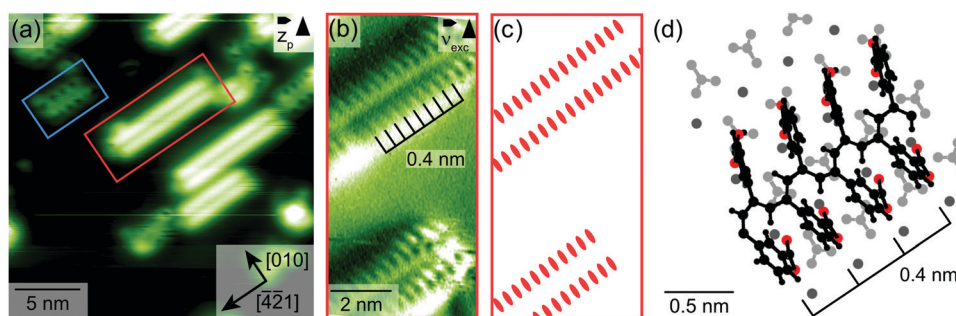 (a)
z_p
[010]
[4̅21]
5 nm
(b)
ν_exc
0.4 nm
2 nm
(c)
(d)
0.4 nm
0.5 nm